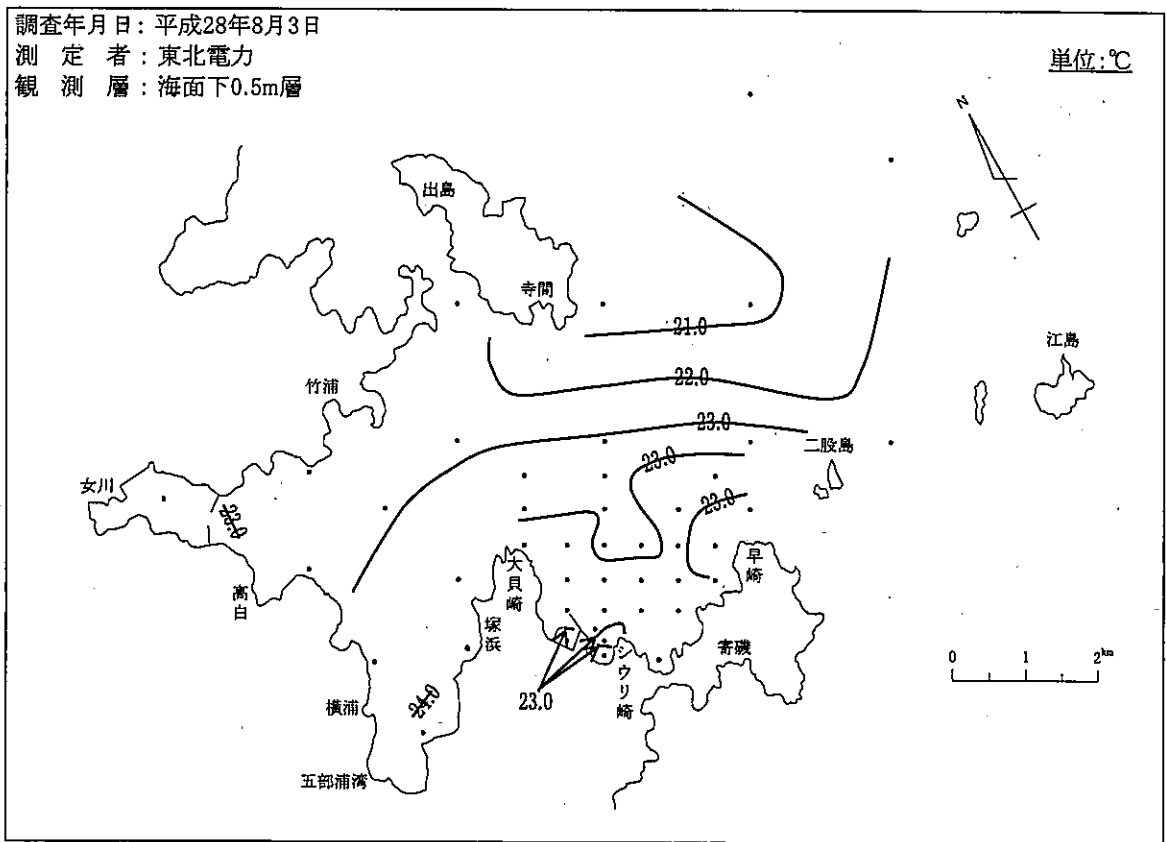 調査年月日：平成28年8月3日
測定者：東北電力
観測層：海面下0.5m層
単位：℃
N
出島
寺間
21.0
江島
竹浦
22.0
23.0
二股島
23.0
女川
23.0
大貝崎
早崎
高白
塚浜
寄磯
シウリ崎
0 1 2km
24.0
23.0
横浦
五部浦湾